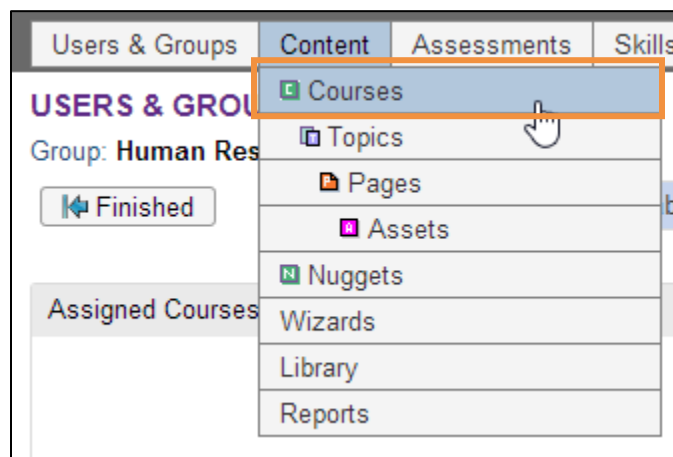 Users & Groups Content Assessments Skills
Courses
USERS & GROU
Topics
Group: Human Res
Pages
Finished
Assets
Nuggets
Assigned Courses
Wizards
Library
Reports